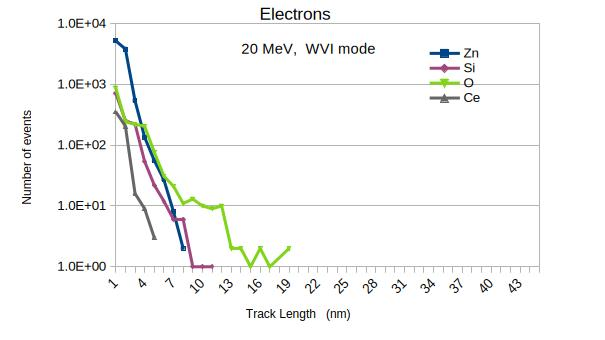 Electrons
20 MeV, WVI mode
Zn
Si
O
Ce
Number of events
1.0E+04
1.0E+03
1.0E+02
1.0E+01
1.0E+00
1 4 7 10 13 16 19 22 25 28 31 34 37 40 43
Track Length (nm)